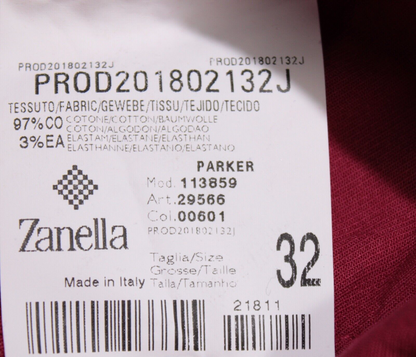 PROD201802132J PROD201802132J
PROD201802132J
TESSUTO/FABRIC/GEWEBE/TISSU/TEJIDO/TECIDO
97%CO COTONE/COTTON/BAUMWOLLE
COTON/ALGODON/ALGODAO
3%EA ELASTAM/ELASTANE/ELASTHAN
ELASTHANNE/ELASTANO/ELASTANO
PARKER
Mod. 113859
Art. 29566
Col. 00601
PROD201802132J
Zanella
Taglia/Size
Grosse/Taille
Talla/Tamanho
32
Made in Italy
21811